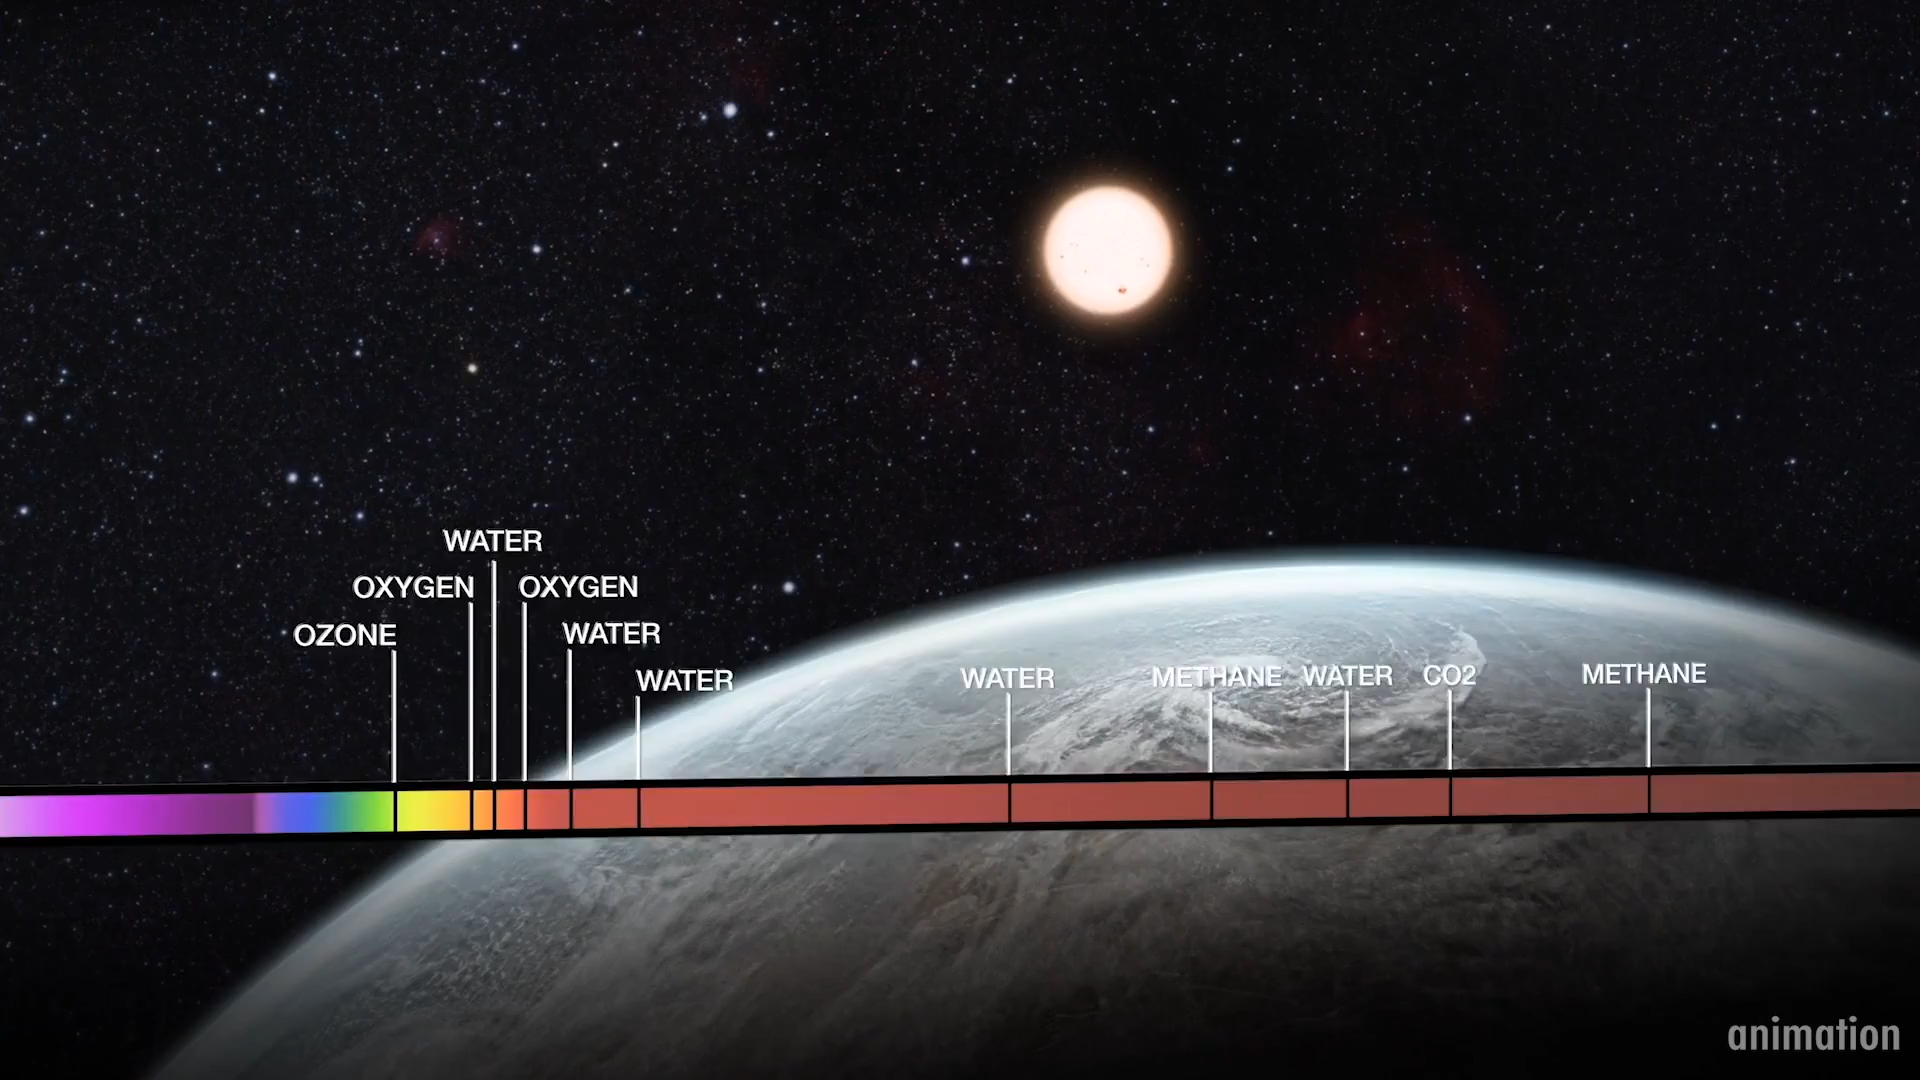 WATER
OXYGEN
OXYGEN
OZONE
WATER
WATER
WATER
METHANE
WATER
CO2
METHANE
animation